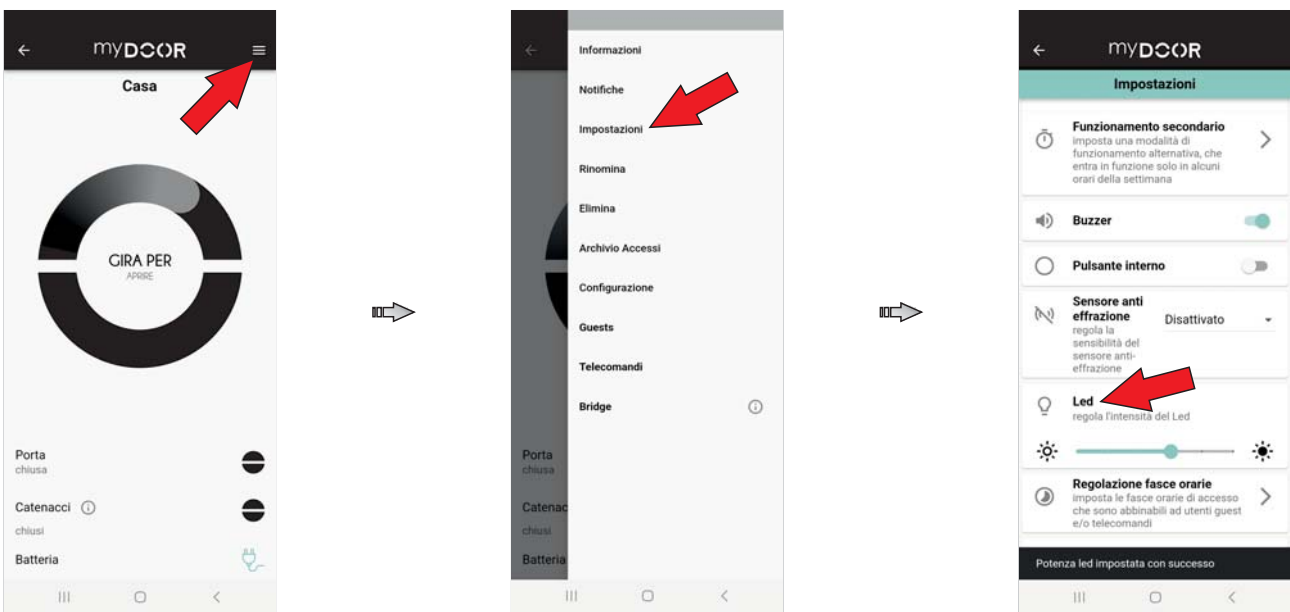 myDOOR
Casa
GIRA PER
APRIRE
Porta
chiusa
Catenacci
chiusi
Batteria
Informazioni
Notifiche
Impostazioni
Rinomina
Elimina
Archivio Accessi
Configurazione
Guests
Telecomandi
Bridge
Porta
chiusa
Catenac
chiusi
Batteria
myDOOR
Impostazioni
Funzionamento secondario
imposta una modalità di
funzionamento alternativa, che
entra in funzione solo in alcuni
orari della settimana
Buzzer
Pulsante interno
Sensore anti
effrazione
Disattivato
regola la
sensibilità del
sensore anti-
effrazione
Led
regola l'intensità del Led
Regolazione fasce orarie
imposta le fasce orarie di accesso
che sono abbinabili ad utenti guest
e/o telecomandi
Potenza led impostata con successo